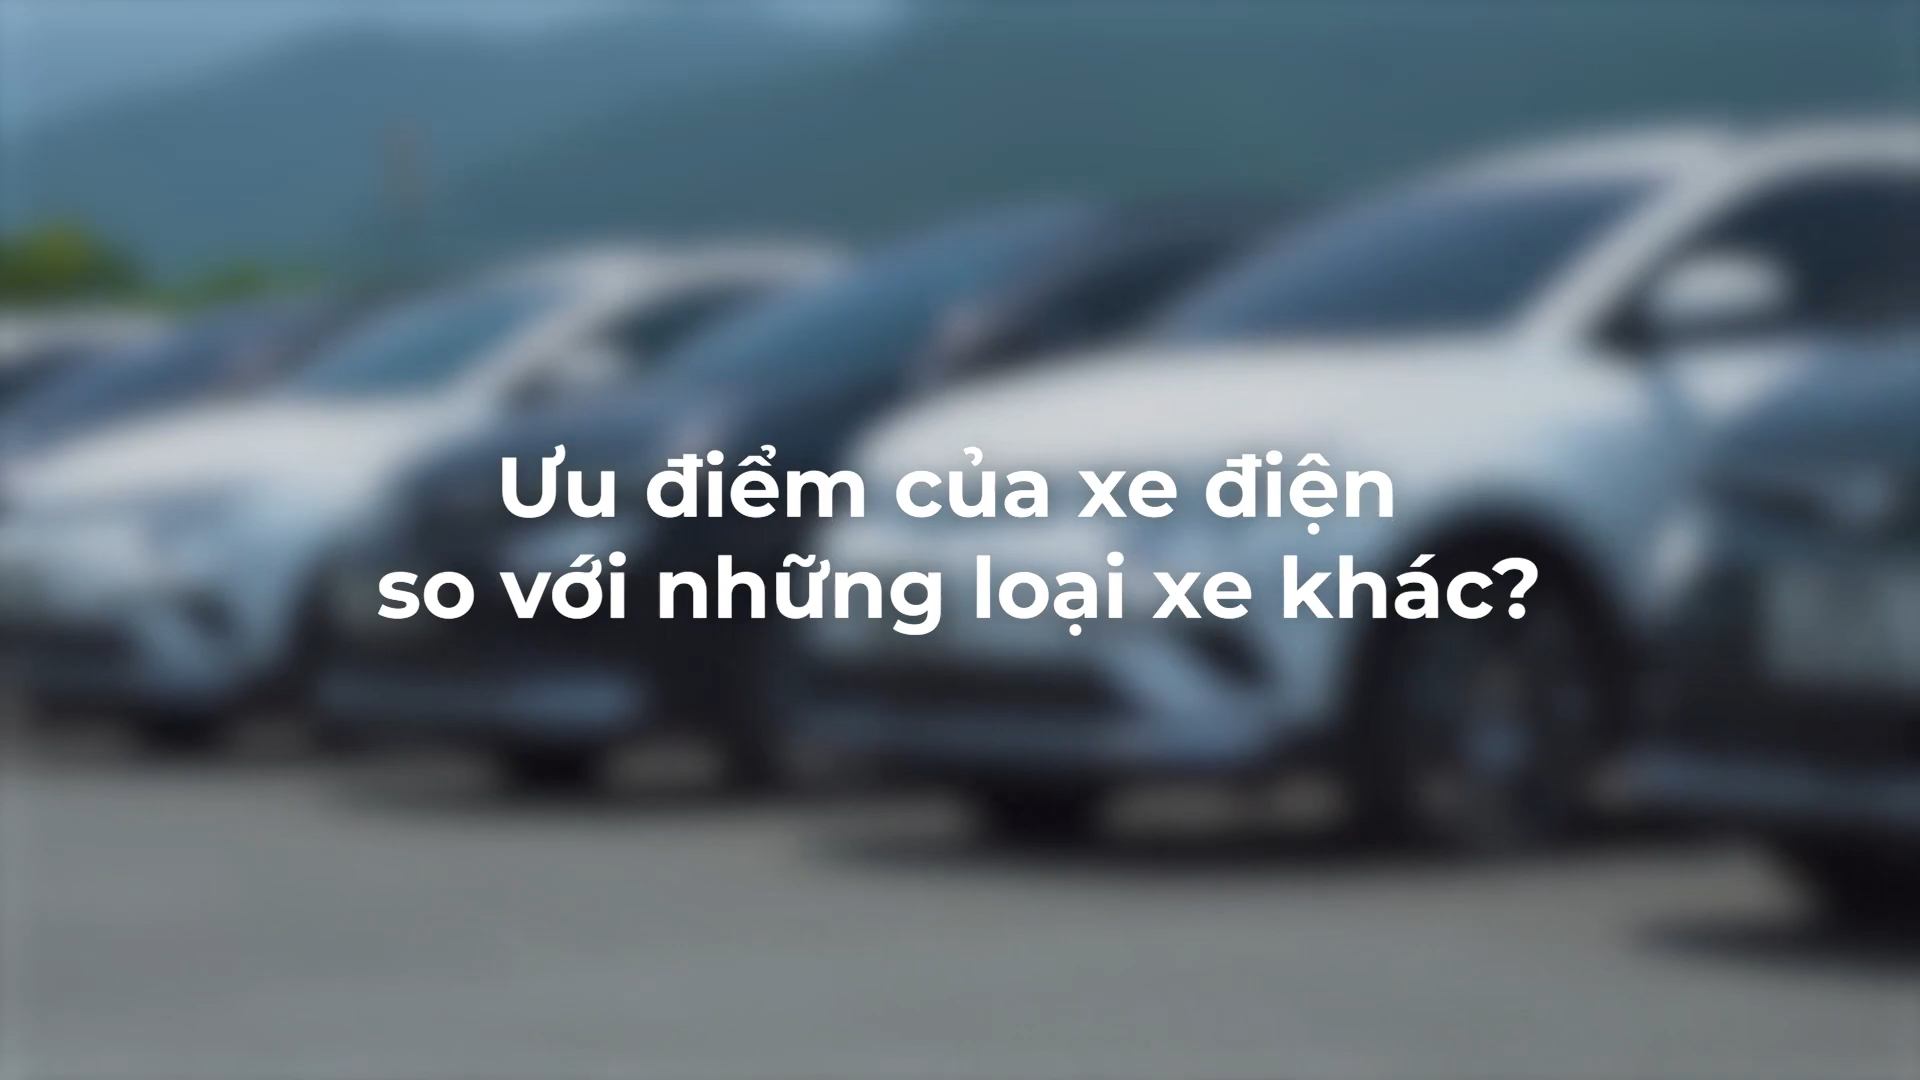 Ưu điểm của xe điện
so với những loại xe khác?